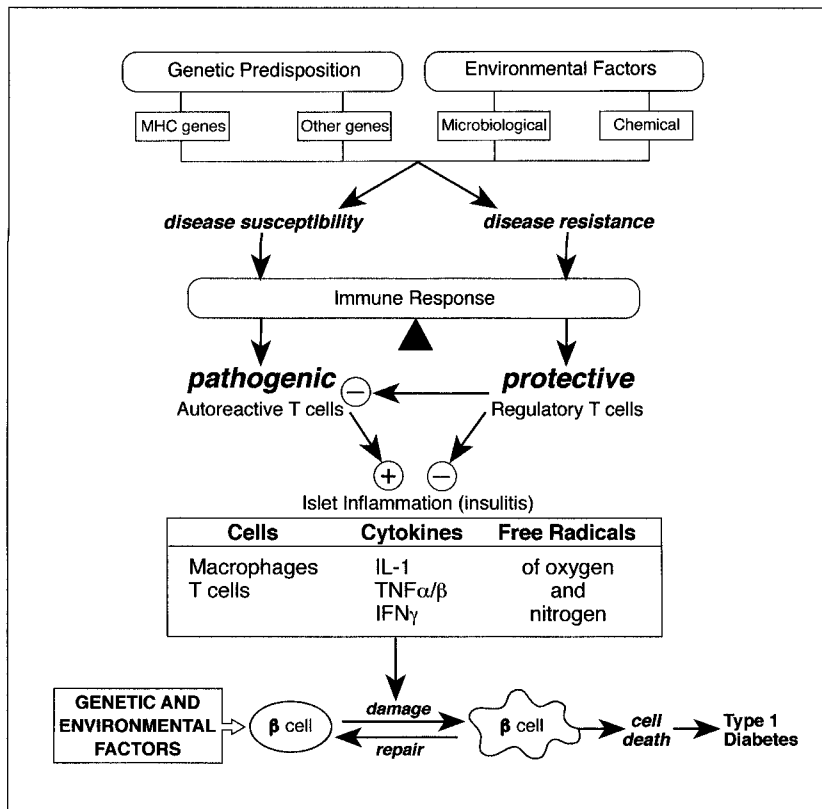 Genetic Predisposition
Environmental Factors
MHC genes
Other genes
Microbiological
Chemical
disease susceptibility
disease resistance
Immune Response
pathogenic
protective
−
Autoreactive T cells
Regulatory T cells
+
−
Islet Inflammation (insulitis)
Cells
Cytokines
Free Radicals
Macrophages
IL-1
of oxygen
T cells
TNFα/β
and
IFNγ
nitrogen
GENETIC AND
ENVIRONMENTAL
FACTORS
β cell
damage
repair
β cell
cell
death
Type 1
Diabetes